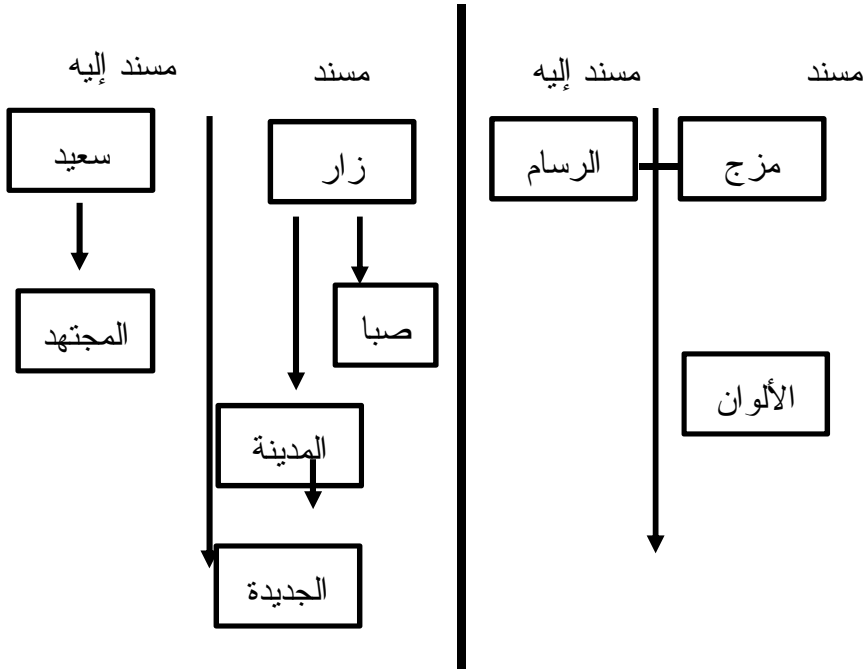 مسند
مسند إليه
مزج
الرسام
الألوان
مسند
مسند إليه
زار
سعيد
صبا
المجتهد
المدينة
الجديدة